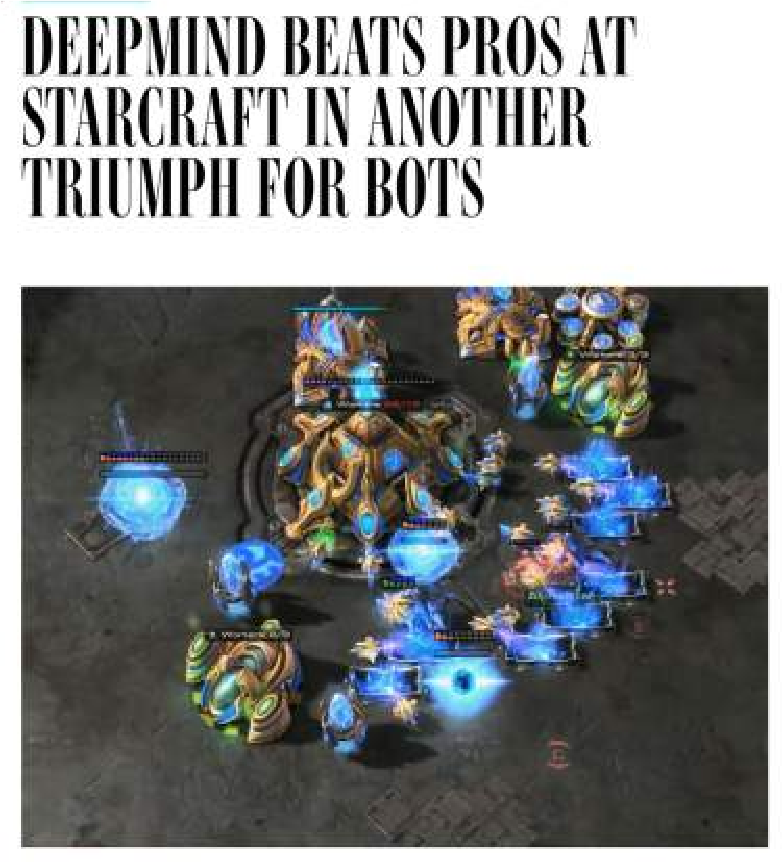 DEEPMIND BEATS PROS AT
STARCRAFT IN ANOTHER
TRIUMPH FOR BOTS